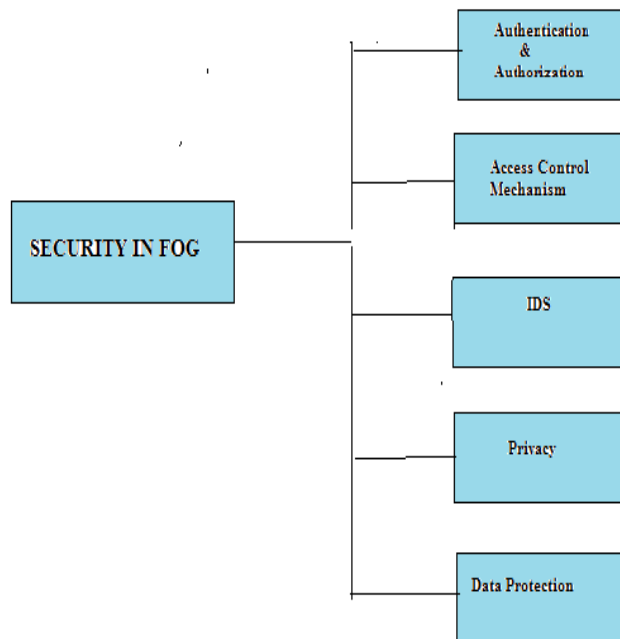 Authentication
&
Authorization
Access Control
Mechanism
SECURITY IN FOG
IDS
Privacy
Data Protection